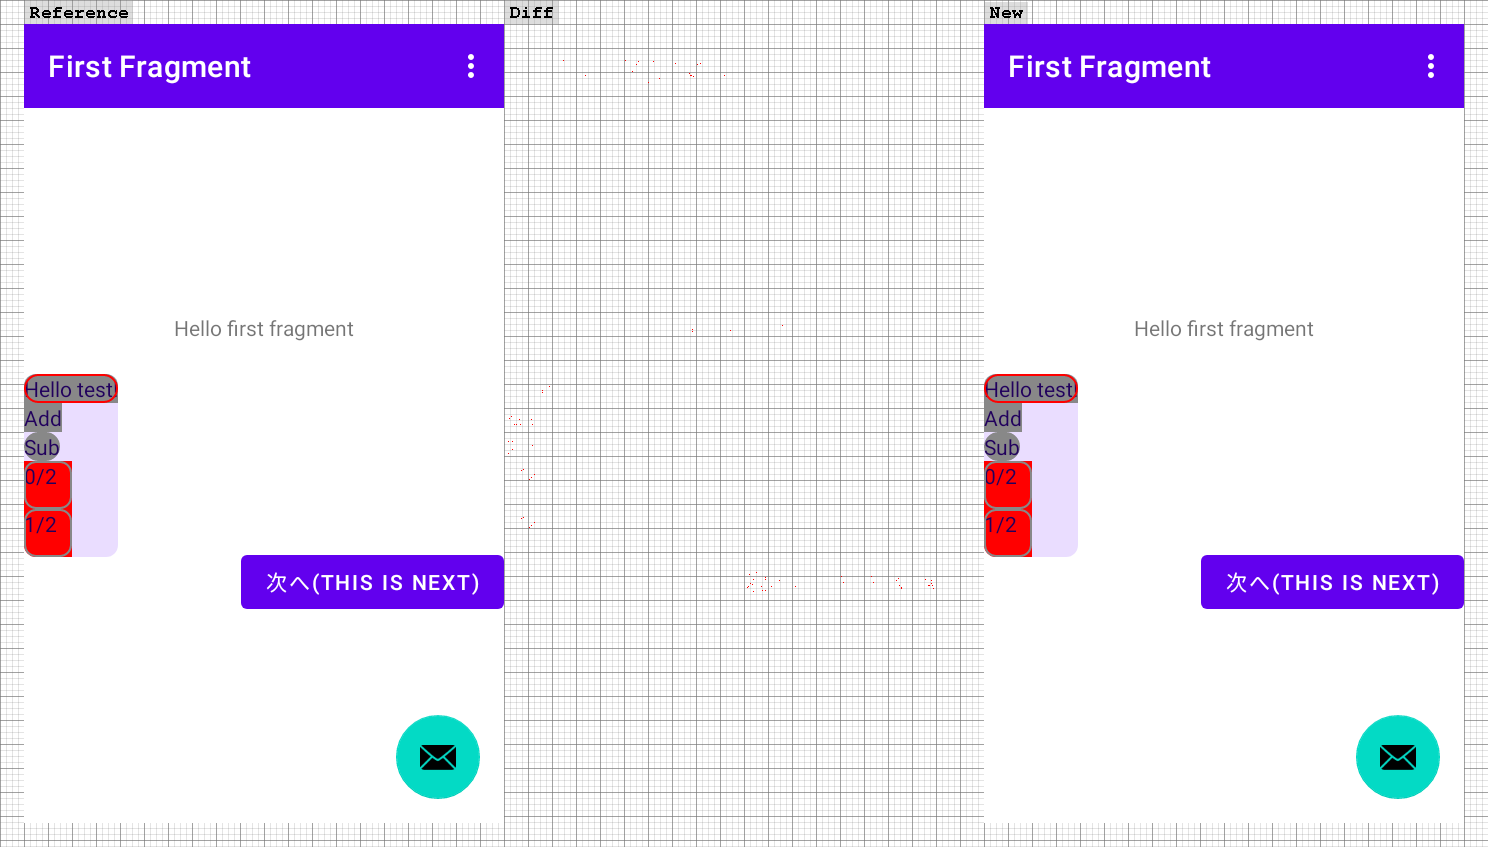 Reference
Diff
New
First Fragment
Hello first fragment
Hello test!
Add
Sub
0/2
1/2
次へ(THIS IS NEXT)
First Fragment
Hello first fragment
Hello test!
Add
Sub
0/2
1/2
次へ(THIS IS NEXT)